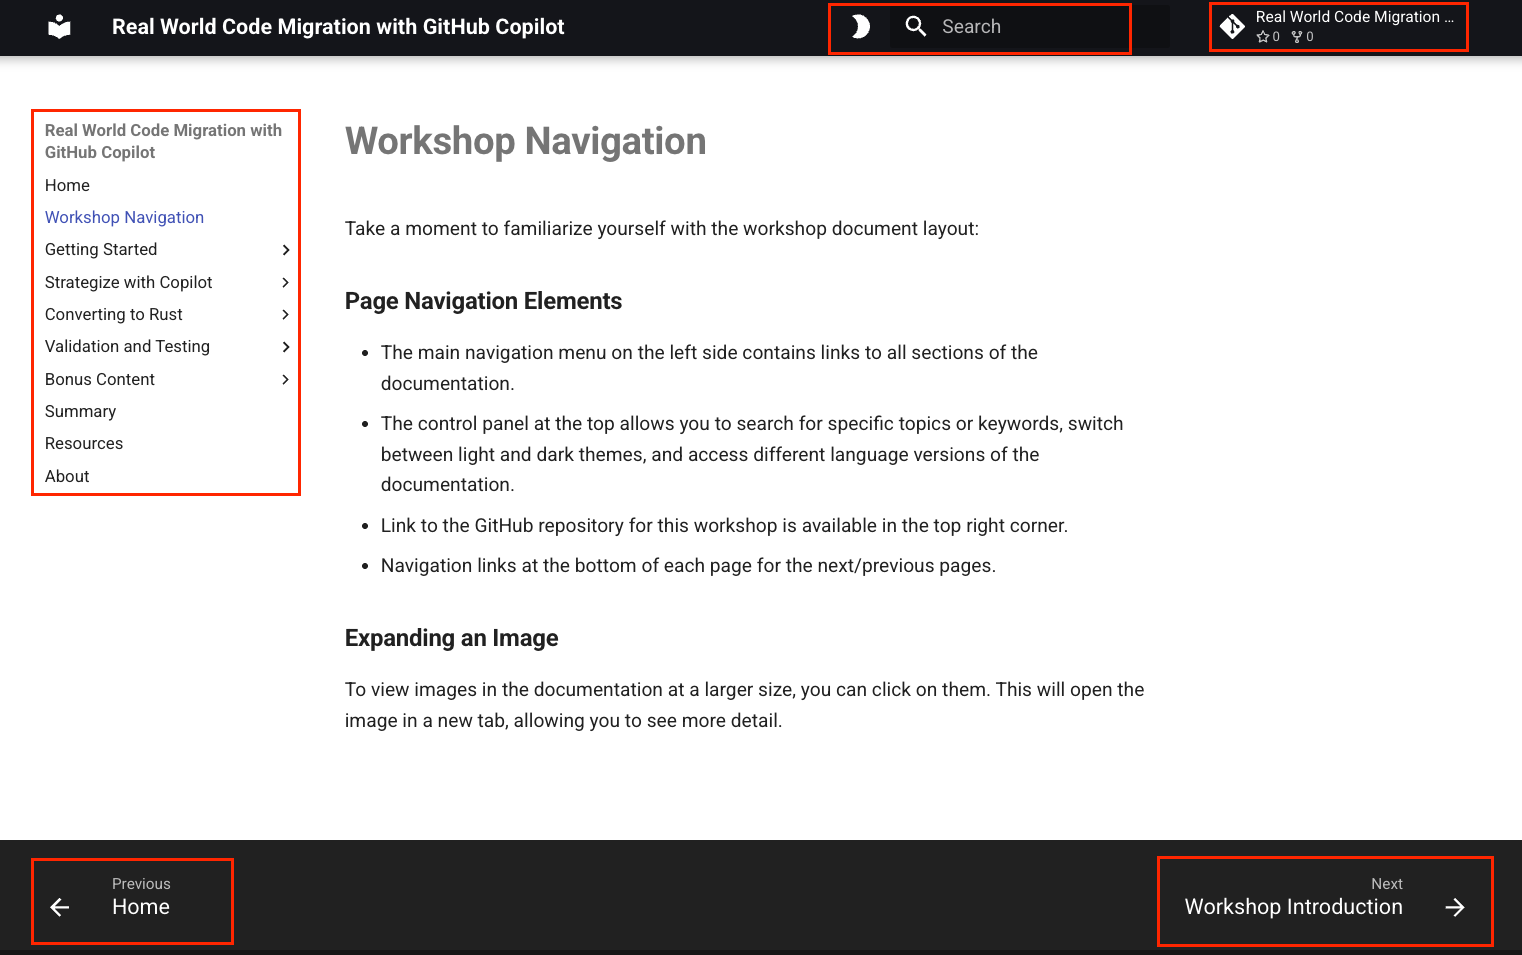 Real World Code Migration with GitHub Copilot
Search
Real World Code Migration ...
0 0
Real World Code Migration with
GitHub Copilot
Home
Workshop Navigation
Getting Started
Strategize with Copilot
Converting to Rust
Validation and Testing
Bonus Content
Summary
Resources
About
Workshop Navigation
Take a moment to familiarize yourself with the workshop document layout:
Page Navigation Elements
• The main navigation menu on the left side contains links to all sections of the
documentation.
• The control panel at the top allows you to search for specific topics or keywords, switch
between light and dark themes, and access different language versions of the
documentation.
• Link to the GitHub repository for this workshop is available in the top right corner.
• Navigation links at the bottom of each page for the next/previous pages.
Expanding an Image
To view images in the documentation at a larger size, you can click on them. This will open the
image in a new tab, allowing you to see more detail.
Previous
Home
Next
Workshop Introduction